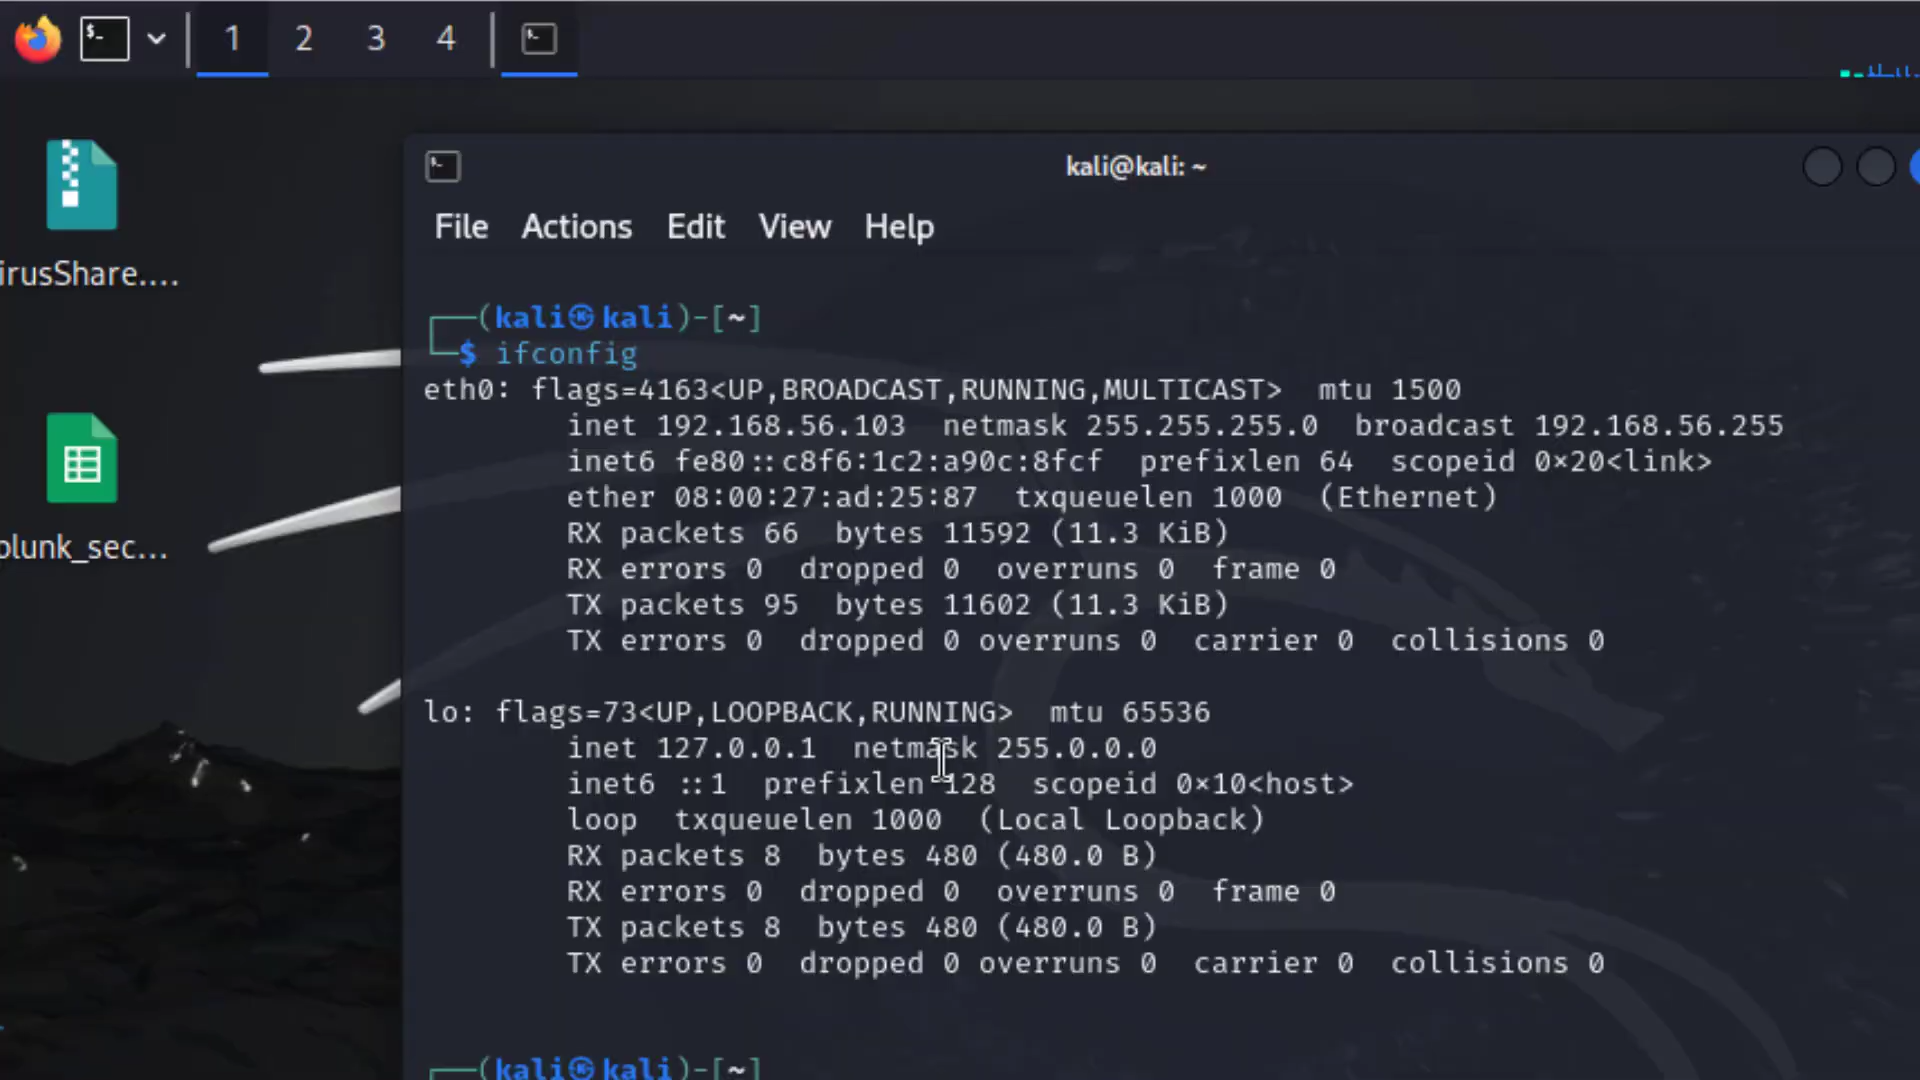 1 2 3 4
kali@kali: ~
File Actions Edit View Help
irusShare....
plunk_sec...
(kali㉿kali)-[~]
$ ifconfig
eth0: flags=4163<UP,BROADCAST,RUNNING,MULTICAST> mtu 1500
inet 192.168.56.103 netmask 255.255.255.0 broadcast 192.168.56.255
inet6 fe80::c8f6:1c2:a90c:8fcf prefixlen 64 scopeid 0×20<link>
ether 08:00:27:ad:25:87 txqueuelen 1000 (Ethernet)
RX packets 66 bytes 11592 (11.3 KiB)
RX errors 0 dropped 0 overruns 0 frame 0
TX packets 95 bytes 11602 (11.3 KiB)
TX errors 0 dropped 0 overruns 0 carrier 0 collisions 0
lo: flags=73<UP,LOOPBACK,RUNNING> mtu 65536
inet 127.0.0.1 netmask 255.0.0.0
inet6 ::1 prefixlen 128 scopeid 0×10<host>
loop txqueuelen 1000 (Local Loopback)
RX packets 8 bytes 480 (480.0 B)
RX errors 0 dropped 0 overruns 0 frame 0
TX packets 8 bytes 480 (480.0 B)
TX errors 0 dropped 0 overruns 0 carrier 0 collisions 0
(kali㉿kali)-[~]